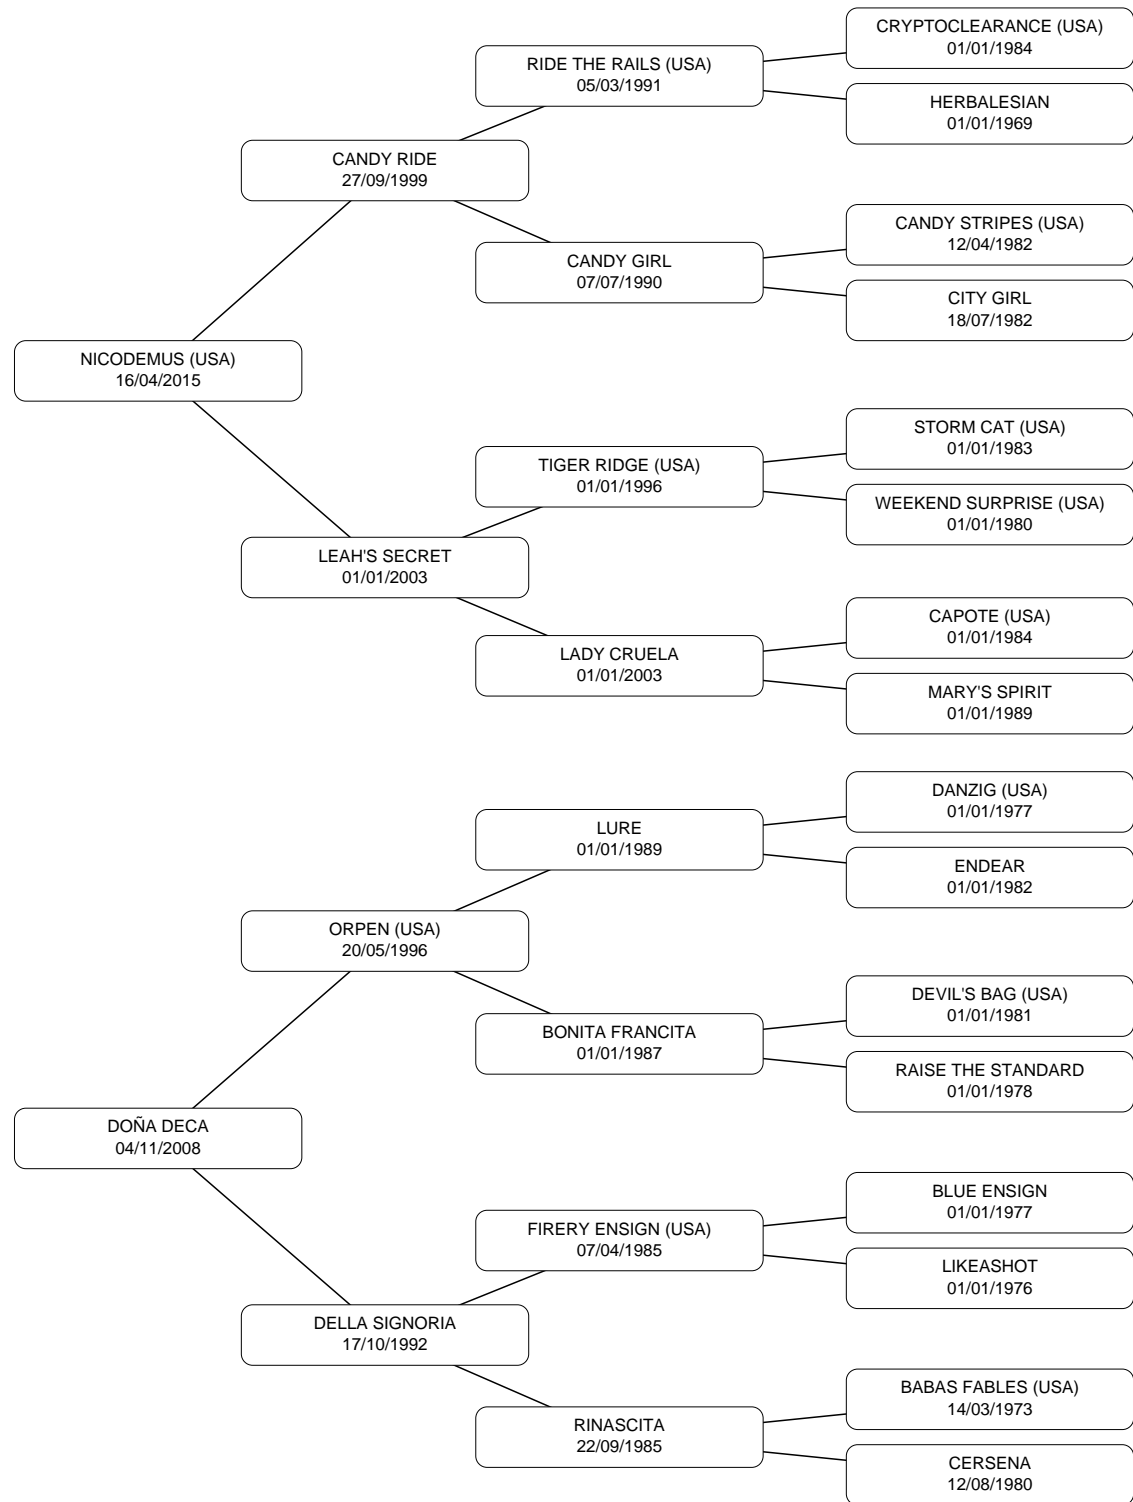 CRYPTOCLEARANCE (USA)
01/01/1984
RIDE THE RAILS (USA)
05/03/1991
HERBALESIAN
01/01/1969
CANDY RIDE
27/09/1999
CANDY STRIPES (USA)
12/04/1982
CANDY GIRL
07/07/1990
CITY GIRL
18/07/1982
NICODEMUS (USA)
16/04/2015
STORM CAT (USA)
01/01/1983
TIGER RIDGE (USA)
01/01/1996
WEEKEND SURPRISE (USA)
01/01/1980
LEAH'S SECRET
01/01/2003
CAPOTE (USA)
01/01/1984
LADY CRUELA
01/01/2003
MARY'S SPIRIT
01/01/1989
DANZIG (USA)
01/01/1977
LURE
01/01/1989
ENDEAR
01/01/1982
ORPEN (USA)
20/05/1996
DEVIL'S BAG (USA)
01/01/1981
BONITA FRANCITA
01/01/1987
RAISE THE STANDARD
01/01/1978
DOÑA DECA
04/11/2008
BLUE ENSIGN
01/01/1977
FIRERY ENSIGN (USA)
07/04/1985
LIKEASHOT
01/01/1976
DELLA SIGNORIA
17/10/1992
BABAS FABLES (USA)
14/03/1973
RINASCITA
22/09/1985
CERSENA
12/08/1980